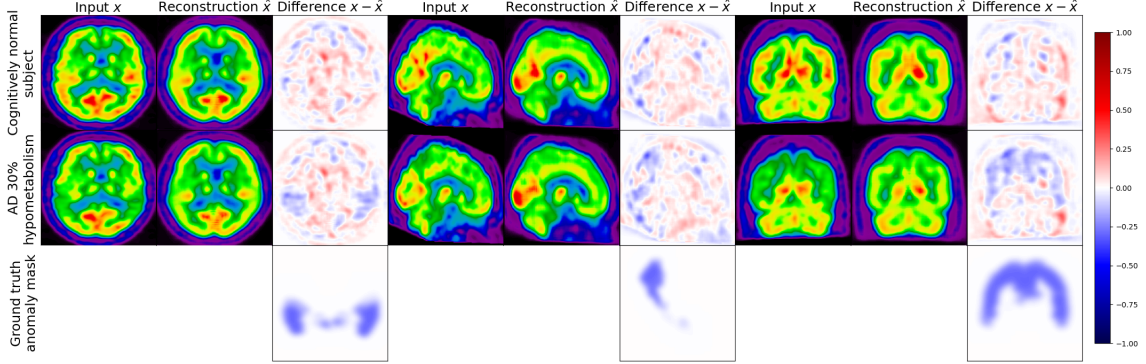 Input x Reconstruction x̂ Difference x − x̂ Input x Reconstruction x̂ Difference x − x̂ Input x Reconstruction x̂ Difference x − x̂
Cognitively normal
subject
AD 30%
hypometabolism
Ground truth
anomaly mask
1.00
0.75
0.50
0.25
0.00
−0.25
−0.50
−0.75
−1.00